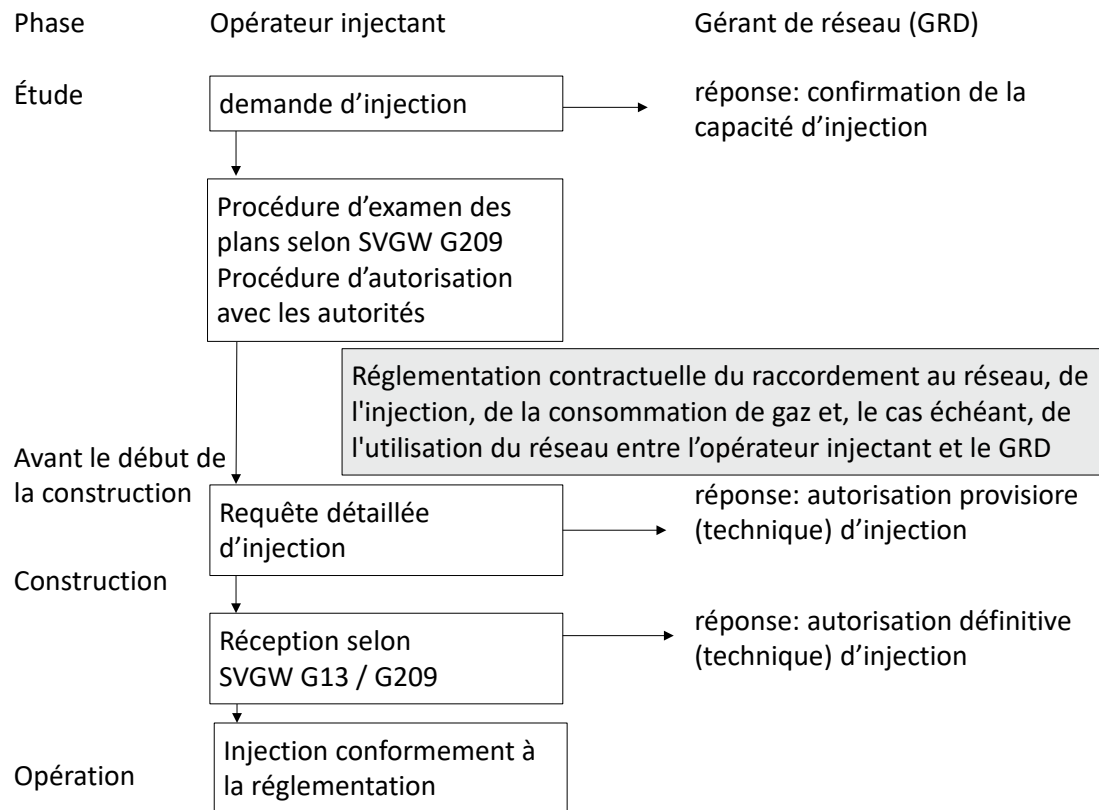 Phase
Opérateur injectant
Gérant de réseau (GRD)
Étude
demande d’injection
réponse: confirmation de la
capacité d’injection
Procédure d’examen des
plans selon SVGW G209
Procédure d’autorisation
avec les autorités
Réglementation contractuelle du raccordement au réseau, de
l'injection, de la consommation de gaz et, le cas échéant, de
l'utilisation du réseau entre l’opérateur injectant et le GRD
Avant le début de
la construction
Requête détaillée
d’injection
réponse: autorisation provisiore
(technique) d’injection
Construction
Réception selon
SVGW G13 / G209
réponse: autorisation définitive
(technique) d’injection
Opération
Injection conformement à
la réglementation